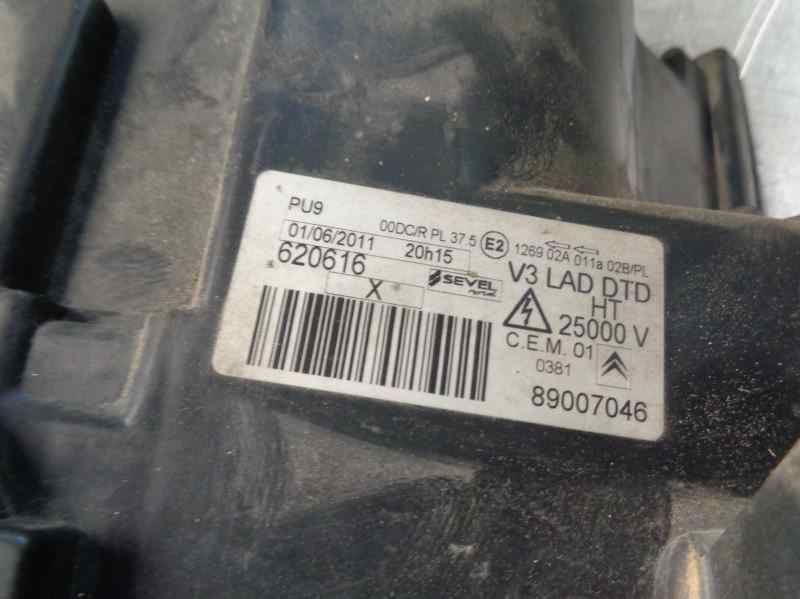 PU9
00DC/R PL 37.5 E2 1269 02A 011a 02B/PL
01/06/2011 20h15
620616
SEVEL
X
V3 LAD DTD
HT
25000 V
C.E.M. 01
0381
89007046